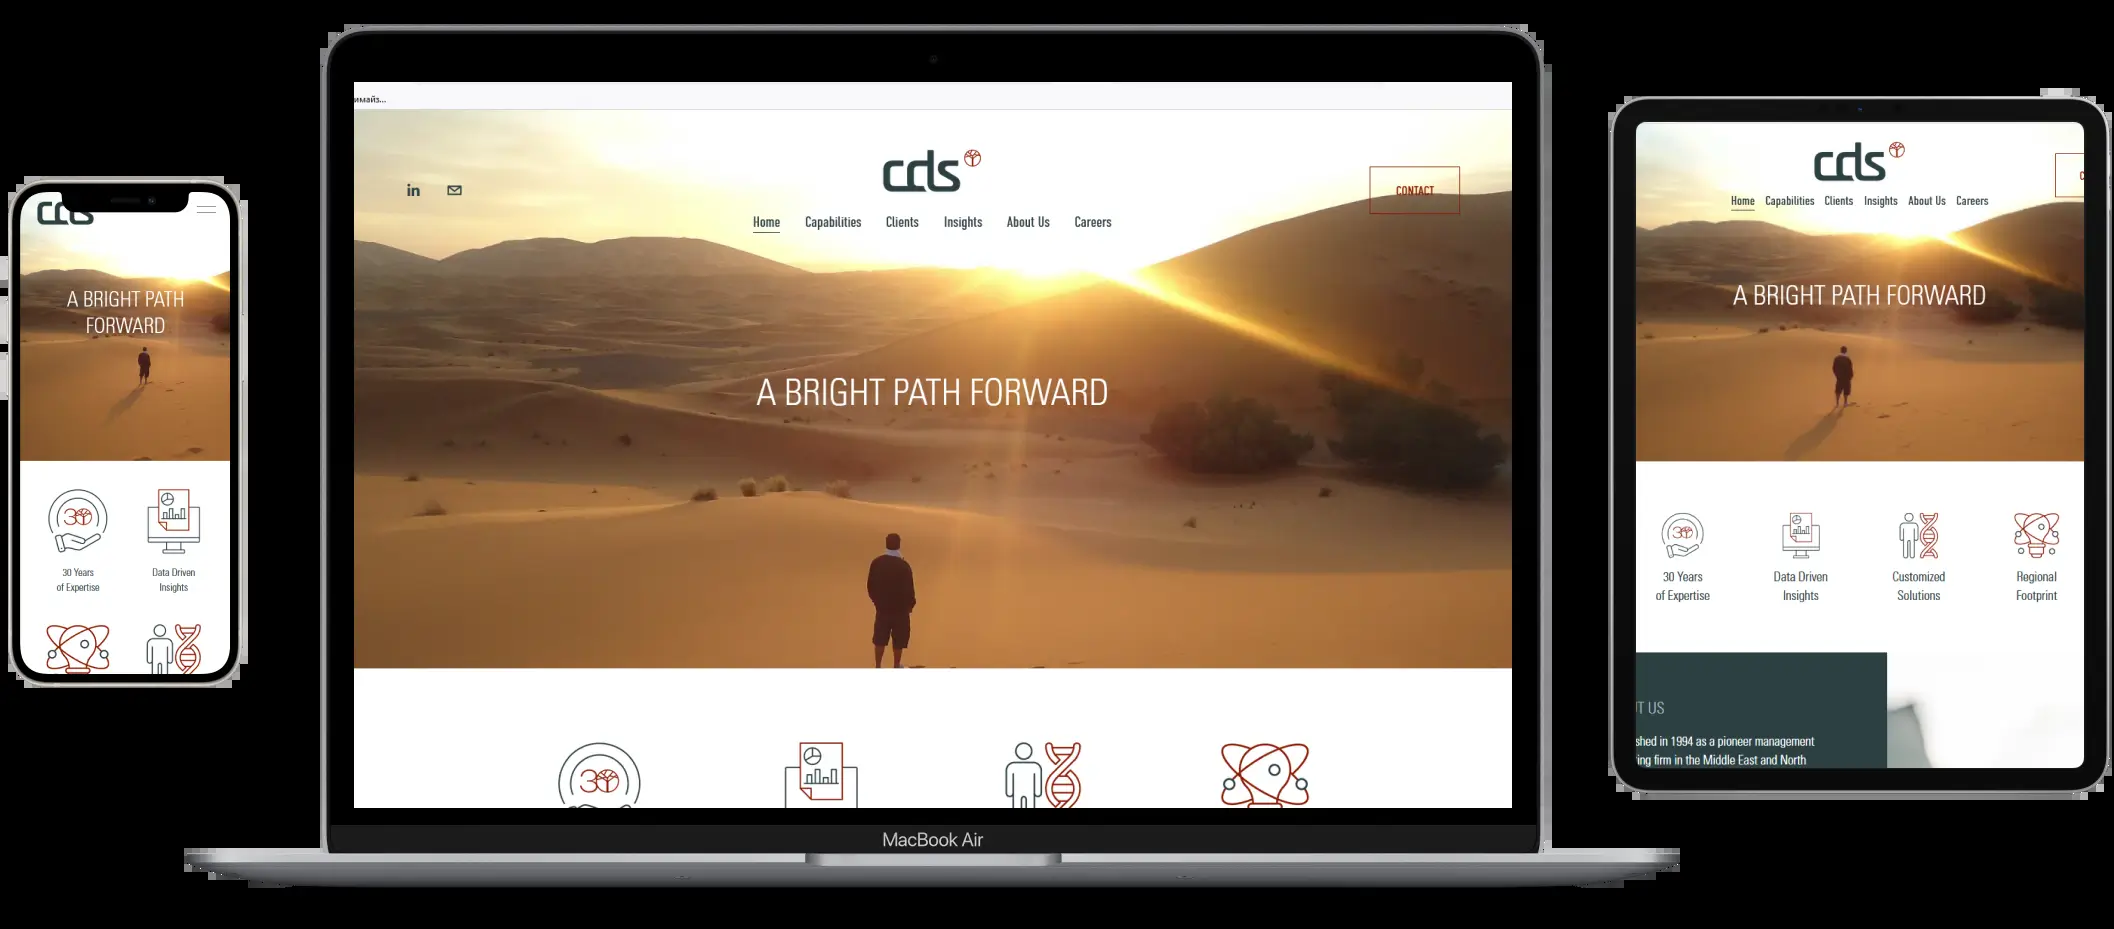 cds
A BRIGHT PATH
FORWARD
30
30 Years
of Expertise
Data Driven
Insights
имайз...
in
cds
CONTACT
Home Capabilities Clients Insights About Us Careers
A BRIGHT PATH FORWARD
30
MacBook Air
cds
C
Home Capabilities Clients Insights About Us Careers
A BRIGHT PATH FORWARD
30
30 Years
of Expertise
Data Driven
Insights
Customized
Solutions
Regional
Footprint
UT US
shed in 1994 as a pioneer management
ing firm in the Middle East and North